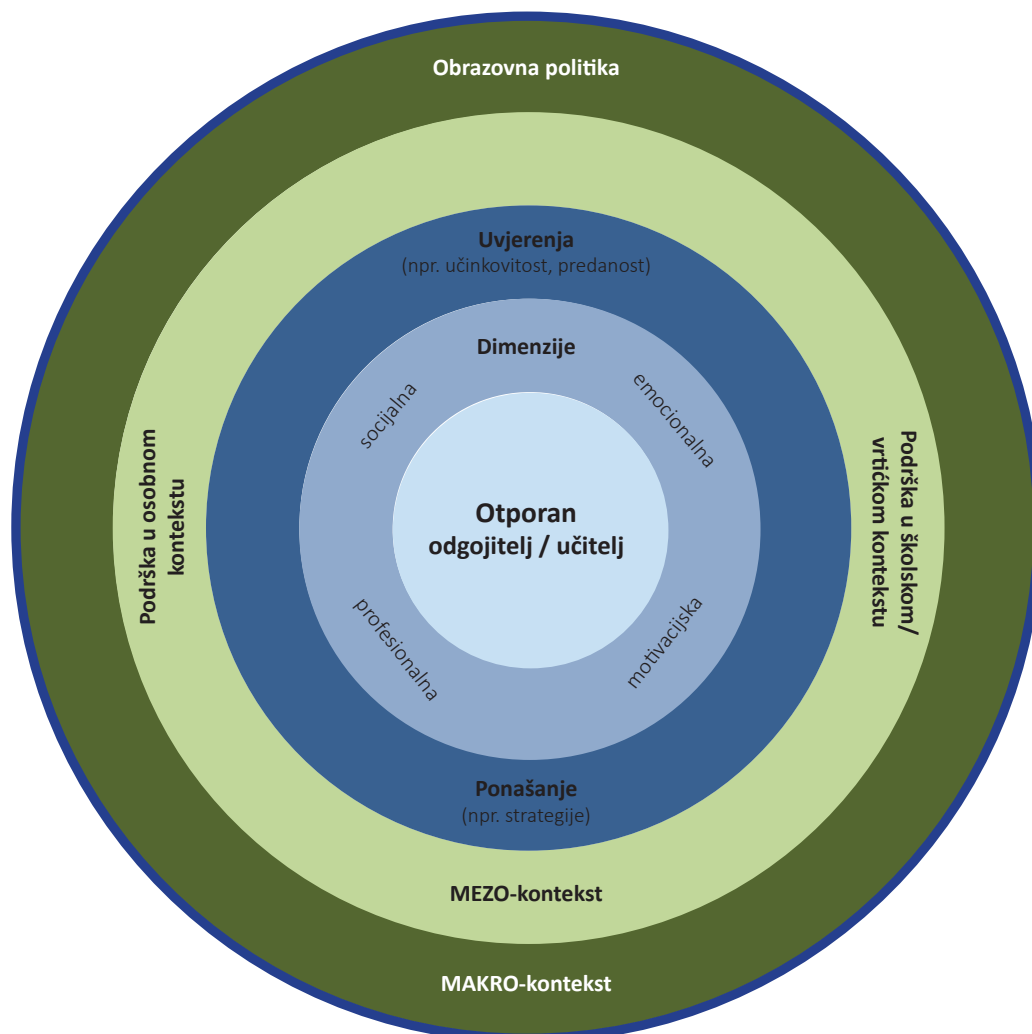 Obrazovna politika
Uvjerenja
(npr. učinkovitost, predanost)
Dimenzije
socijalna
emocionalna
Podrška u osobnom
kontekstu
Otporan
odgojitelj / učitelj
Podrška u školskom/
vrtićkom kontekstu
profesionalna
motivacijska
Ponašanje
(npr. strategije)
MEZO-kontekst
MAKRO-kontekst